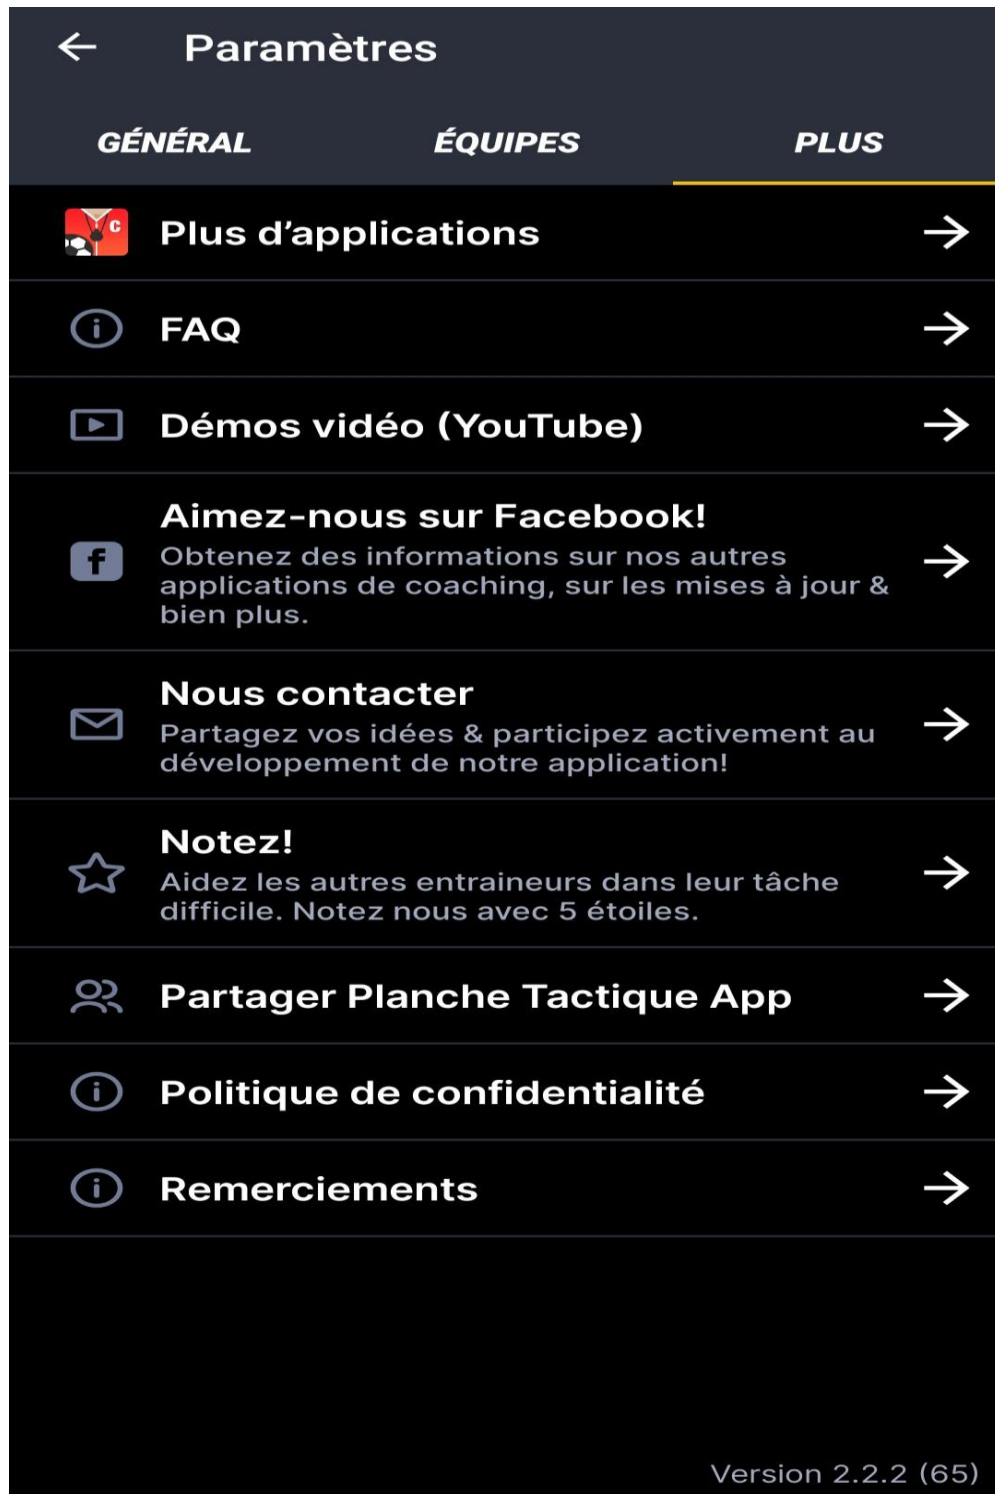 Paramètres
GÉNÉRAL
ÉQUIPES
PLUS
C
Plus d’applications
FAQ
Démos vidéo (YouTube)
Aimez-nous sur Facebook!
Obtenez des informations sur nos autres
applications de coaching, sur les mises à jour &
bien plus.
Nous contacter
Partagez vos idées & participez activement au
développement de notre application!
Notez!
Aidez les autres entraineurs dans leur tâche
difficile. Notez nous avec 5 étoiles.
Partager Planche Tactique App
Politique de confidentialité
Remerciements
Version 2.2.2 (65)